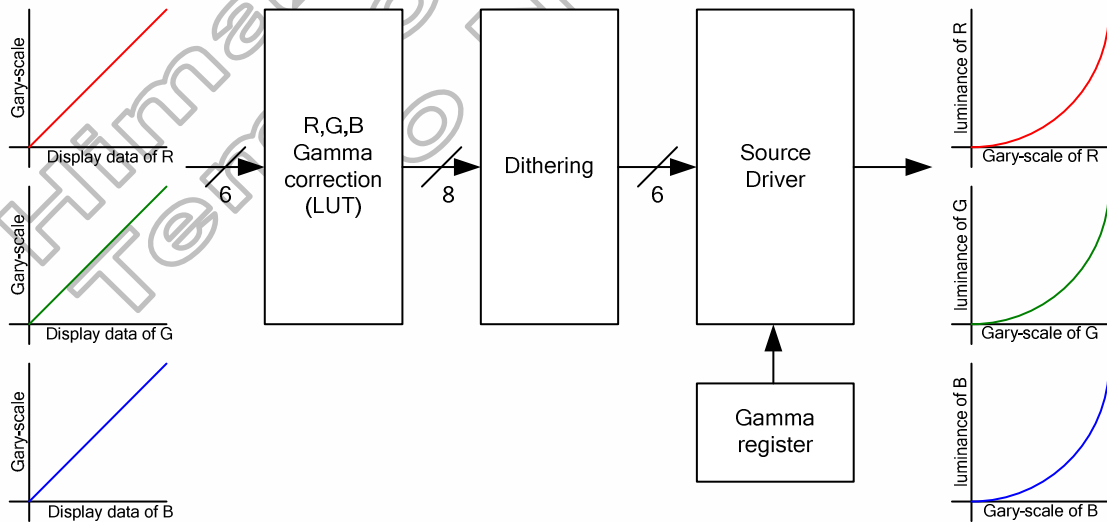 Gary-scale
Display data of R
Gary-scale
Display data of G
Gary-scale
Display data of B
6
R,G,B
Gamma
correction
(LUT)
8
Dithering
6
Source
Driver
Gamma
register
luminance of R
Gary-scale of R
luminance of G
Gary-scale of G
luminance of B
Gary-scale of B